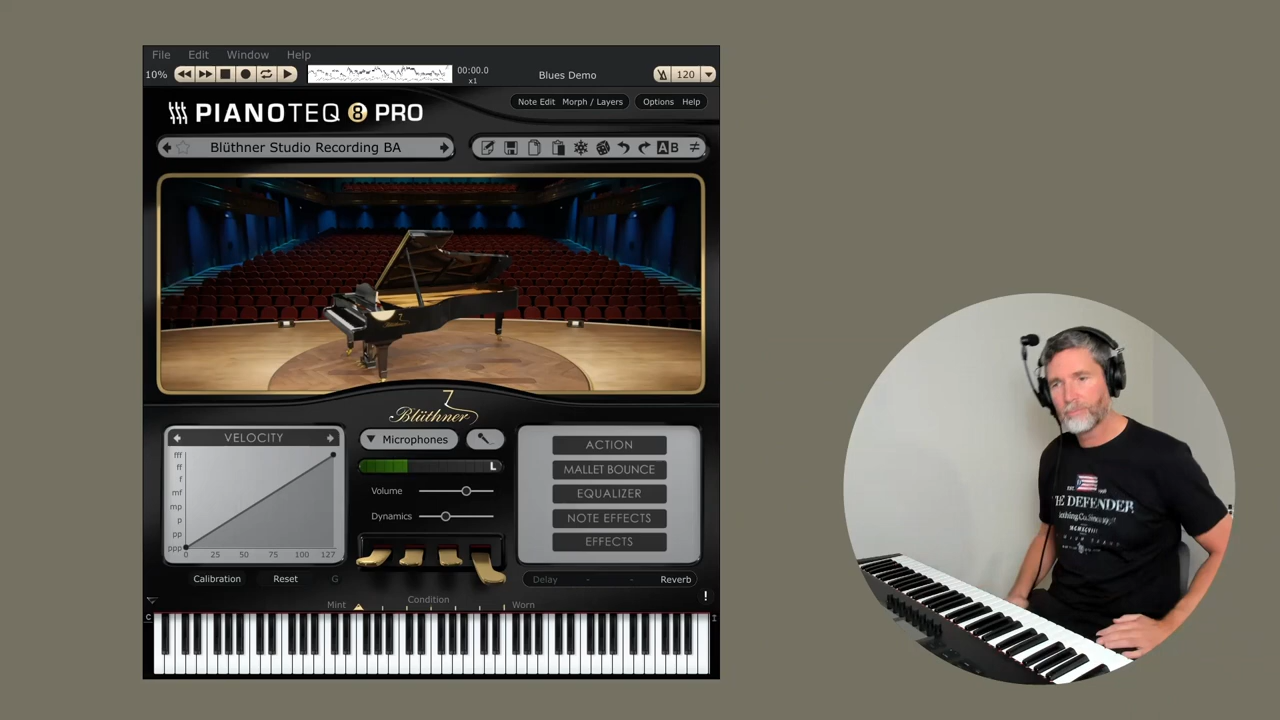 File Edit Window Help
10% 00:00.0 Blues Demo 120
x1
Note Edit Morph / Layers Options Help
PIANOTEQ 8 PRO
Blüthner Studio Recording BA AB
Blüthner
VELOCITY
fff
ff
f
mf
mp
p
pp
ppp
0 25 50 75 100 127
Calibration Reset G
Microphones
L
Volume
Dynamics
ACTION
MALLET BOUNCE
EQUALIZER
NOTE EFFECTS
EFFECTS
Delay - - Reverb
!
Mint Condition Worn
C
THE DEFENDER